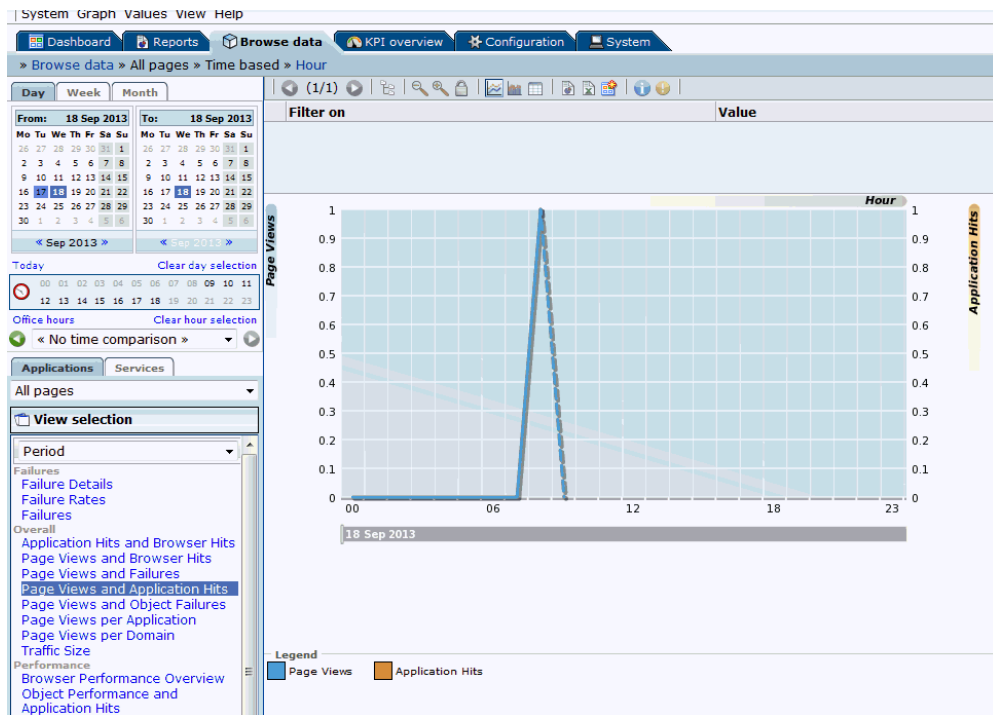 System Graph Values View Help
Dashboard Reports Browse data KPI overview Configuration System
» Browse data » All pages » Time based » Hour
Day Week Month
(1/1)
From: 18 Sep 2013 To: 18 Sep 2013
Mo Tu We Th Fr Sa Su Mo Tu We Th Fr Sa Su
26 27 28 29 30 31 1 26 27 28 29 30 31 1
2 3 4 5 6 7 8 2 3 4 5 6 7 8
9 10 11 12 13 14 15 9 10 11 12 13 14 15
16 17 18 19 20 21 22 16 17 18 19 20 21 22
23 24 25 26 27 28 29 23 24 25 26 27 28 29
30 1 2 3 4 5 6 30 1 2 3 4 5 6
« Sep 2013 » « Sep 2013 »
Today Clear day selection
00 01 02 03 04 05 06 07 08 09 10 11
12 13 14 15 16 17 18 19 20 21 22 23
Office hours Clear hour selection
« No time comparison »
Applications Services
All pages
View selection
Period
Failures
Failure Details
Failure Rates
Failures
Overall
Application Hits and Browser Hits
Page Views and Browser Hits
Page Views and Failures
Page Views and Application Hits
Page Views and Object Failures
Page Views per Application
Page Views per Domain
Traffic Size
Performance
Browser Performance Overview
Object Performance and
Application Hits
Filter on Value
Hour
Page Views
Application Hits
1 1
0.9 0.9
0.8 0.8
0.7 0.7
0.6 0.6
0.5 0.5
0.4 0.4
0.3 0.3
0.2 0.2
0.1 0.1
0 0
00 06 12 18 23
18 Sep 2013
Legend
Page Views Application Hits